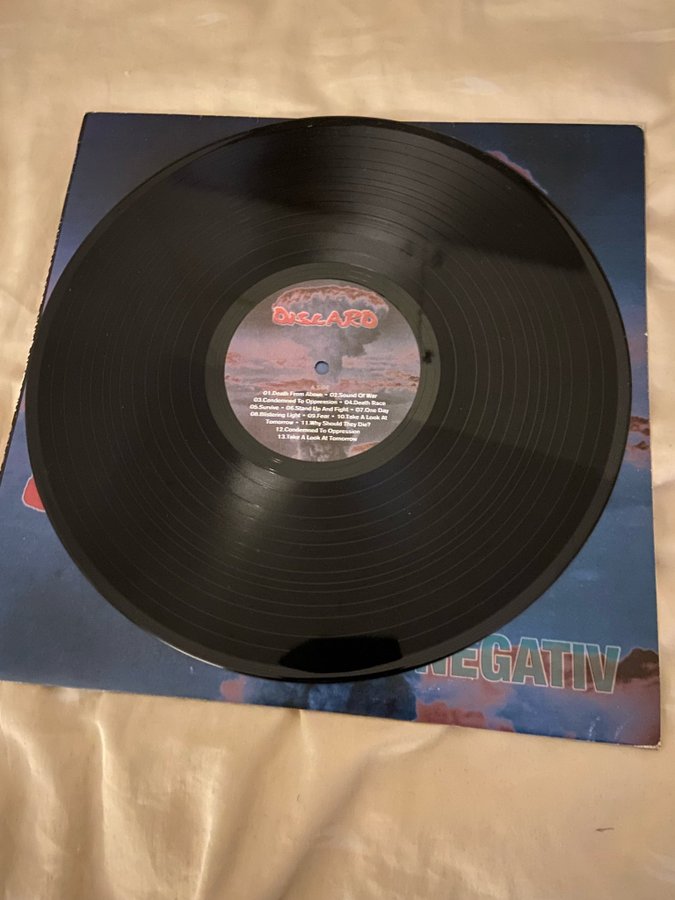 DISCARD
A Side
01.Death From Above • 02.Sound Of War
03.Condemned To Oppression • 04.Death Race
05.Survive • 06.Stand Up And Fight • 07.One Day
08.Blistering Light • 09.Fear • 10.Take A Look At
Tomorrow • 11.Why Should They Die?
12.Condemned To Oppression
13.Take A Look At Tomorrow
NEGATIV